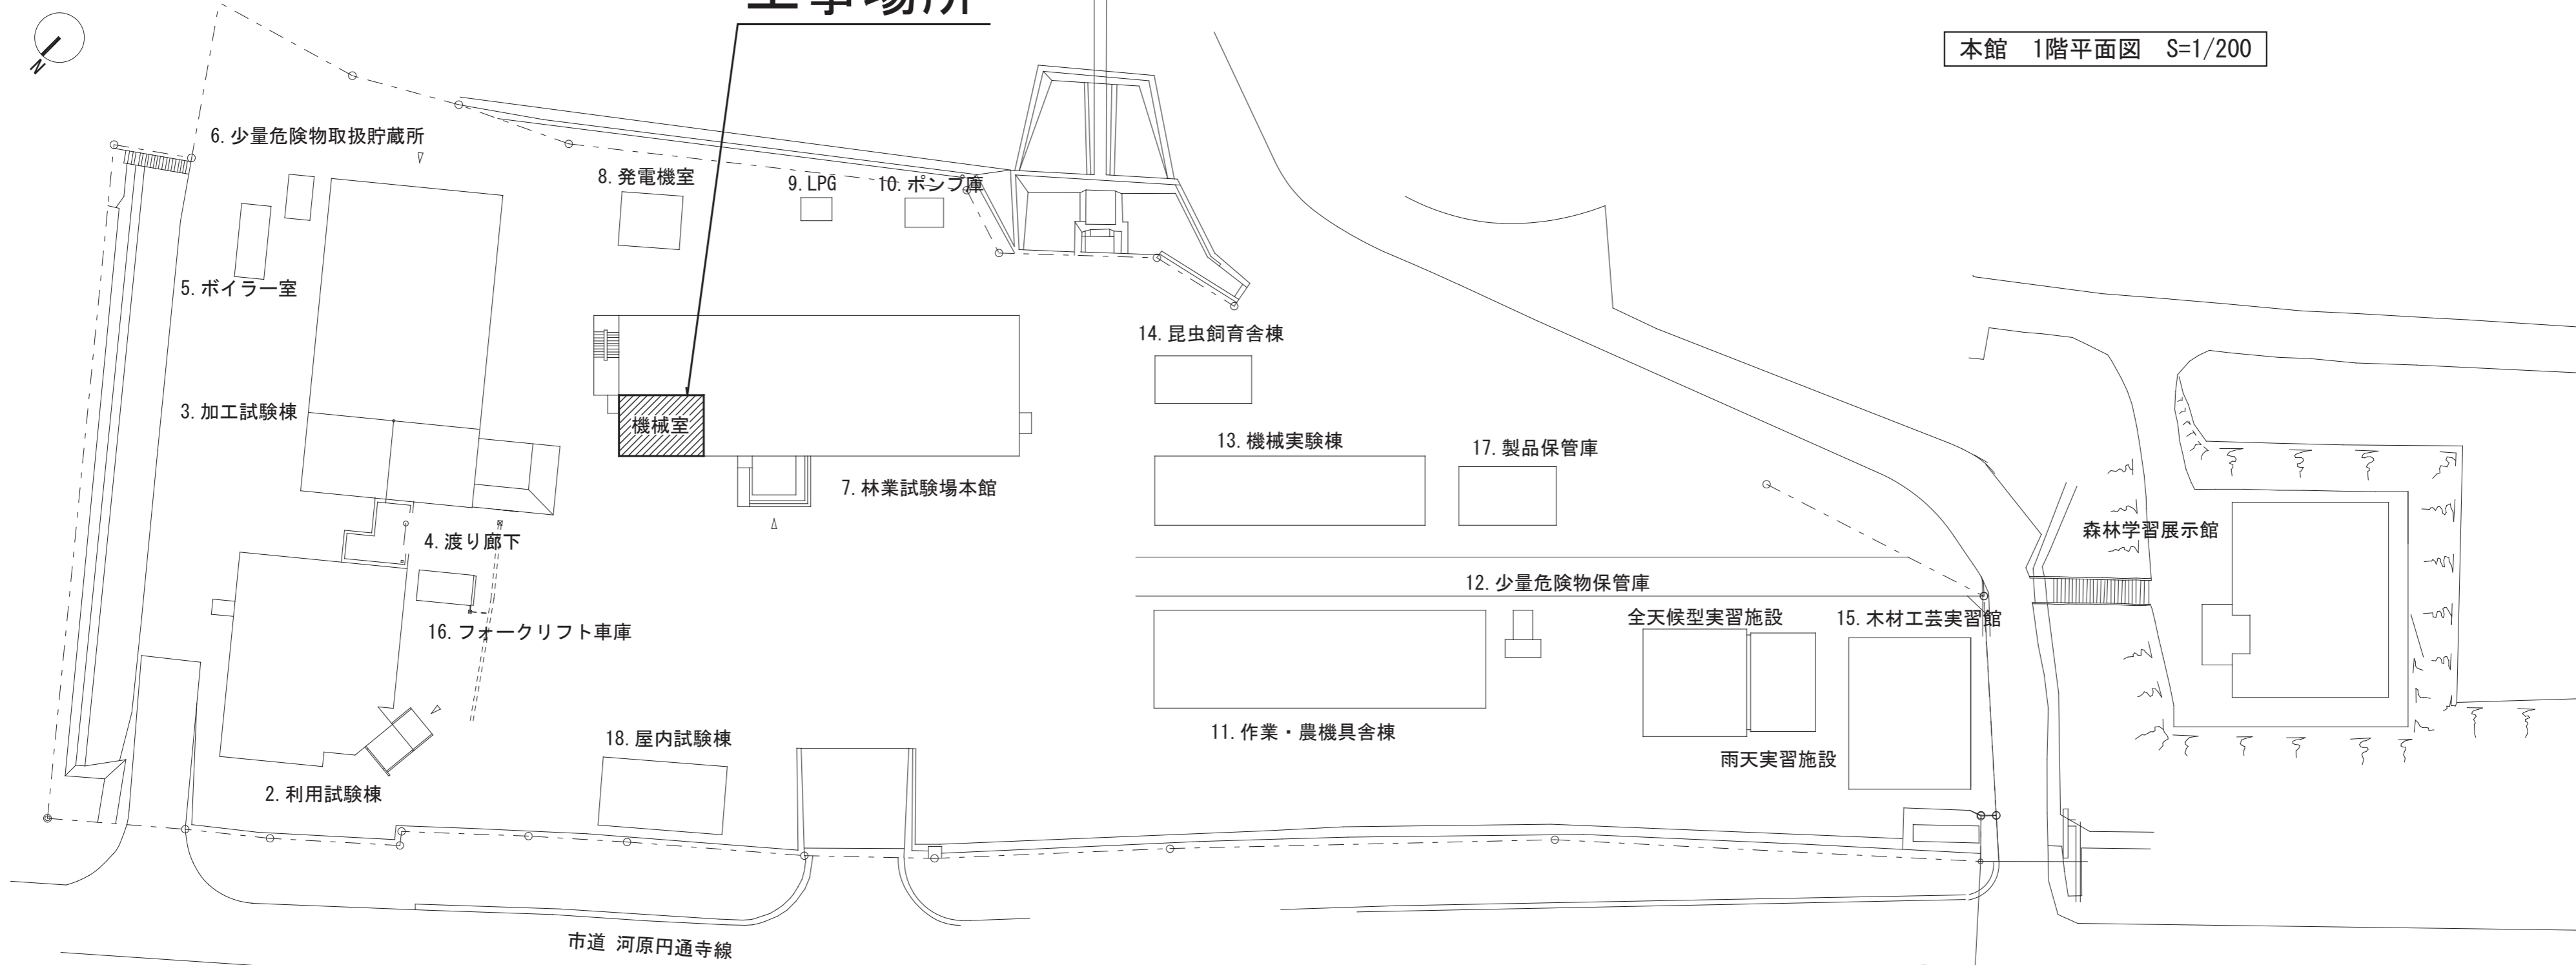 工事場所
本館 1階平面図 S=1/200
N
6. 少量危険物取扱貯蔵所
8. 発電機室
9. LPG
10. ポンプ庫
5. ボイラー室
14. 昆虫飼育舎棟
3. 加工試験棟
機械室
13. 機械実験棟
17. 製品保管庫
7. 林業試験場本館
4. 渡り廊下
森林学習展示館
12. 少量危険物保管庫
16. フォークリフト車庫
全天候型実習施設
15. 木材工芸実習館
18. 屋内試験棟
11. 作業・農機具舎棟
雨天実習施設
2. 利用試験棟
市道 河原円通寺線